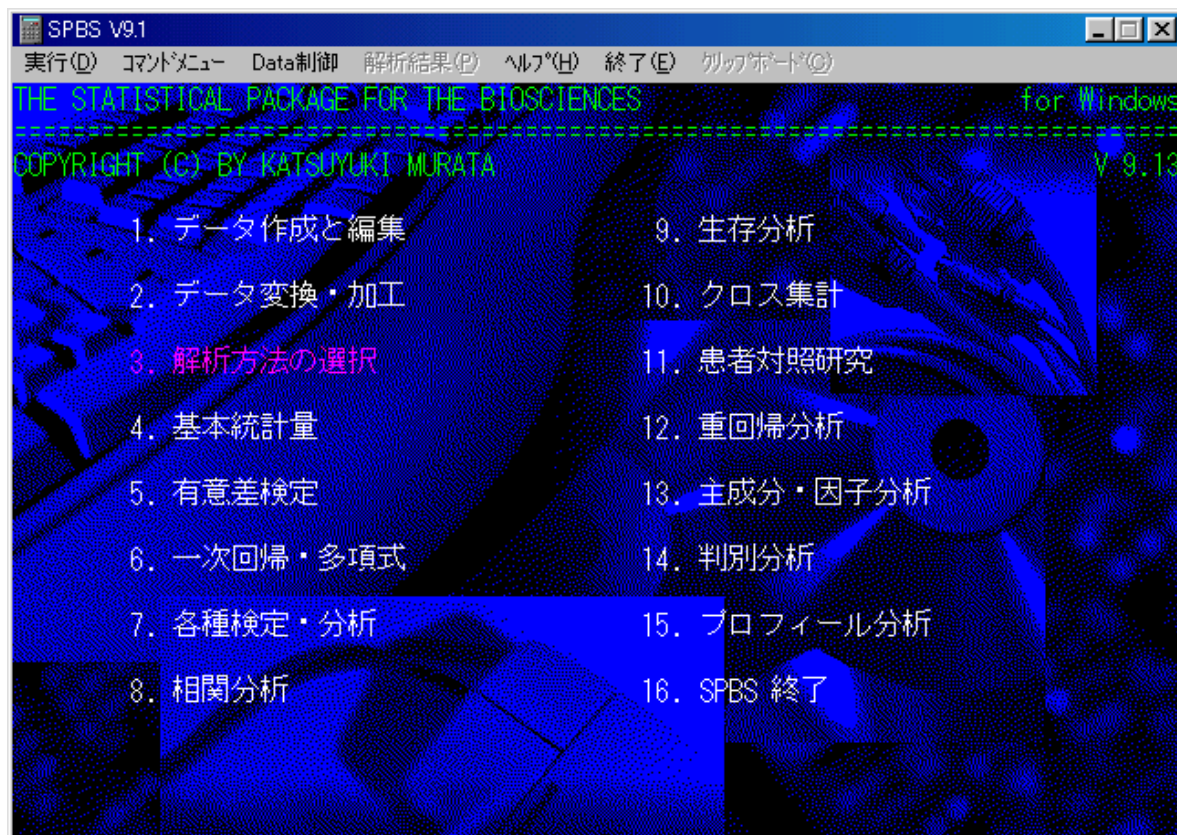 SPBS V9.1
実行(D) コマンドメニュー Data制御 解析結果(P) ヘルプ(H) 終了(E) クリップボード(C)
THE STATISTICAL PACKAGE FOR THE BIOSCIENCES for Windows
COPYRIGHT (C) BY KATSUYUKI MURATA V 9.13
1. データ作成と編集
2. データ変換・加工
3. 解析方法の選択
4. 基本統計量
5. 有意差検定
6. 一次回帰・多項式
7. 各種検定・分析
8. 相関分析
9. 生存分析
10. クロス集計
11. 患者対照研究
12. 重回帰分析
13. 主成分・因子分析
14. 判別分析
15. プロフィール分析
16. SPBS 終了